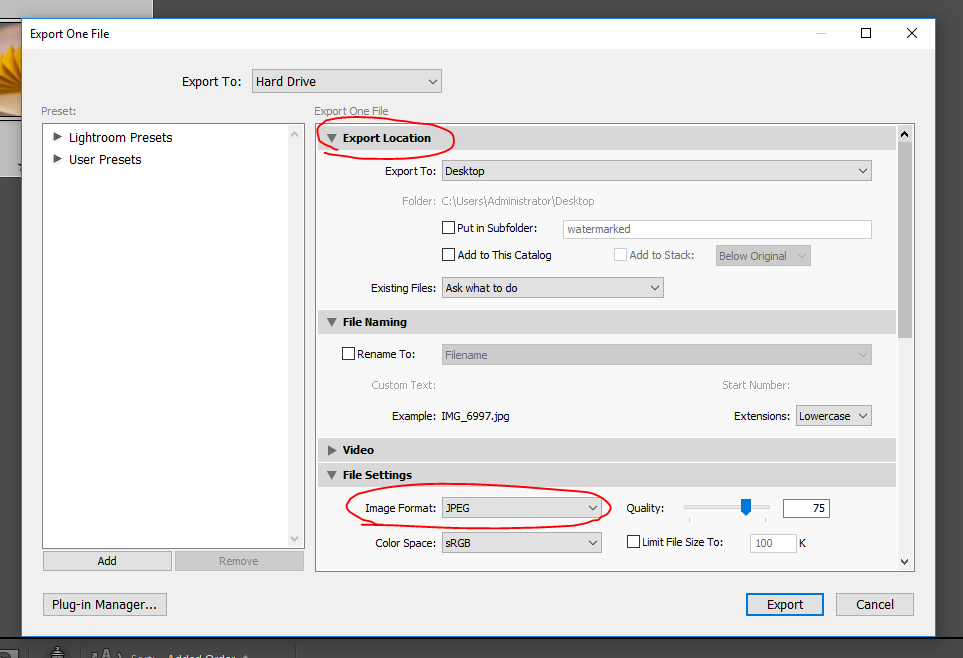 Export One File
Export To: Hard Drive
Preset:
Lightroom Presets
User Presets
Add
Remove
Export One File
Export Location
Export To: Desktop
Folder: C:\Users\Administrator\Desktop
Put in Subfolder: watermarked
Add to This Catalog Add to Stack: Below Original
Existing Files: Ask what to do
File Naming
Rename To: Filename
Custom Text: Start Number:
Example: IMG_6997.jpg Extensions: Lowercase
Video
File Settings
Image Format: JPEG Quality: 75
Color Space: sRGB Limit File Size To: 100 K
Plug-in Manager... Export Cancel